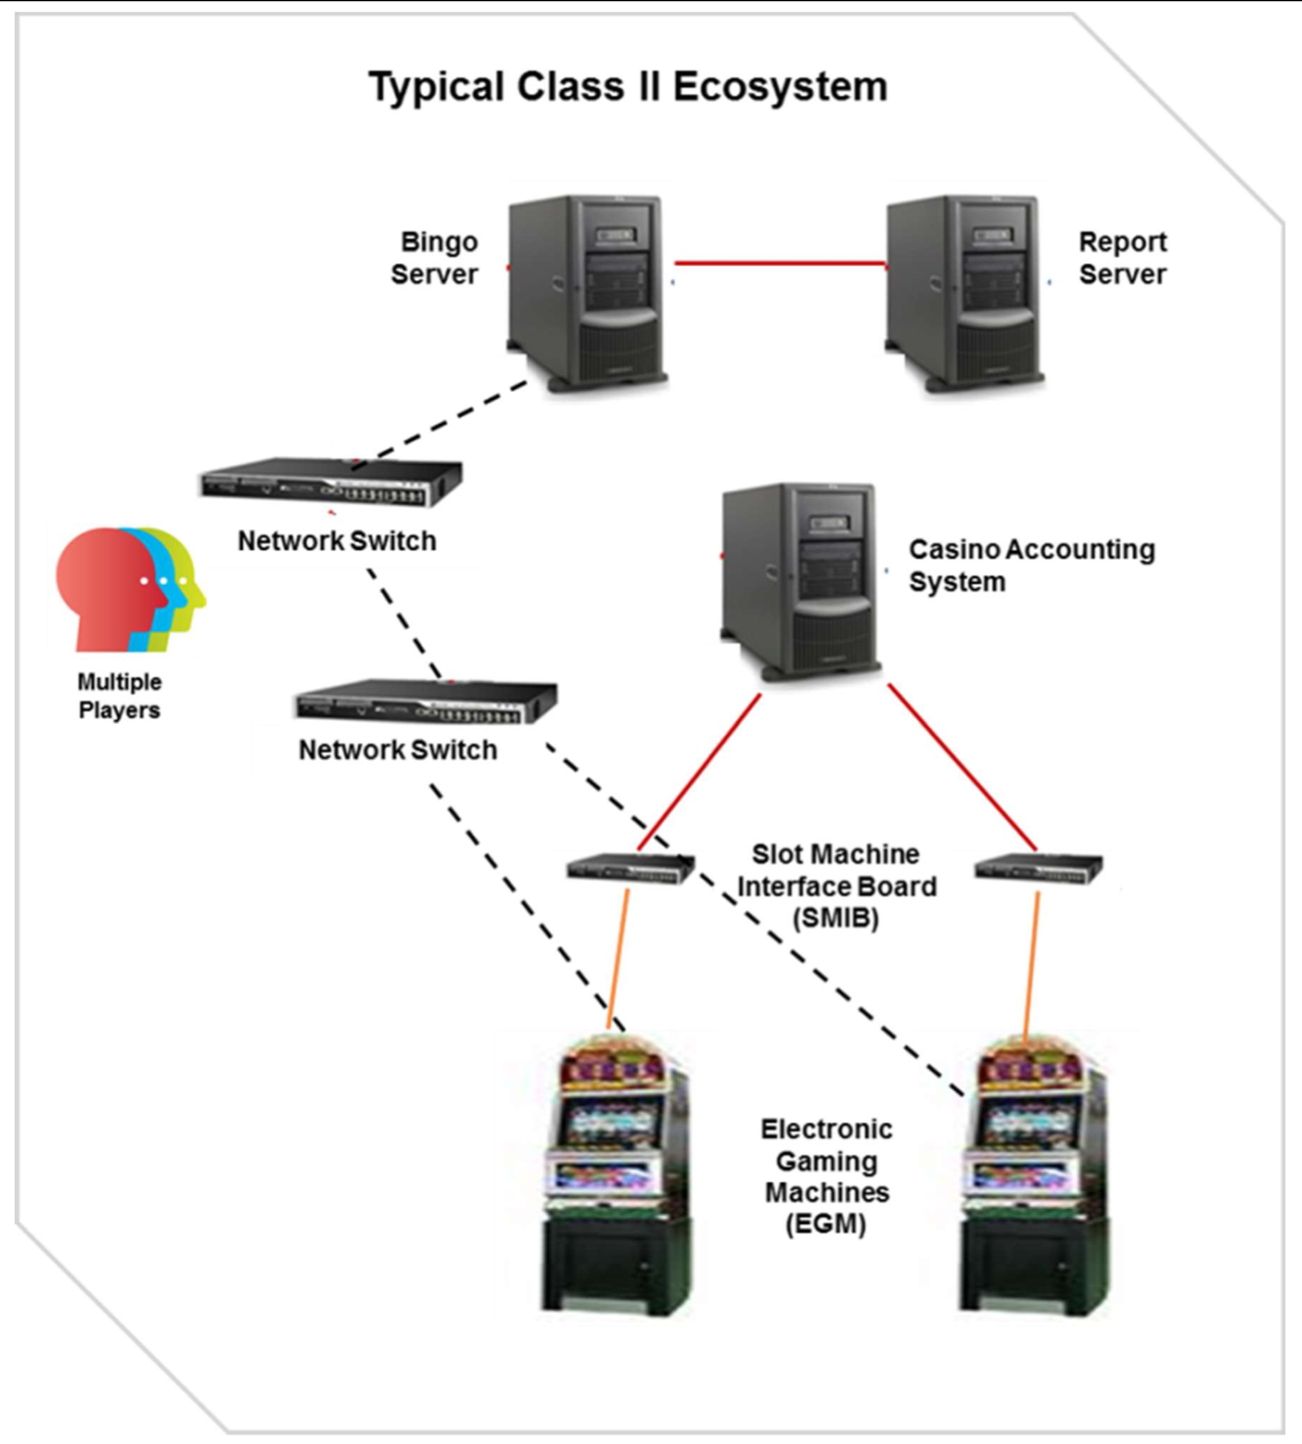 Typical Class II Ecosystem
Bingo
Server
Report
Server
Network Switch
Casino Accounting
System
Multiple
Players
Network Switch
Slot Machine
Interface Board
(SMIB)
Electronic
Gaming
Machines
(EGM)